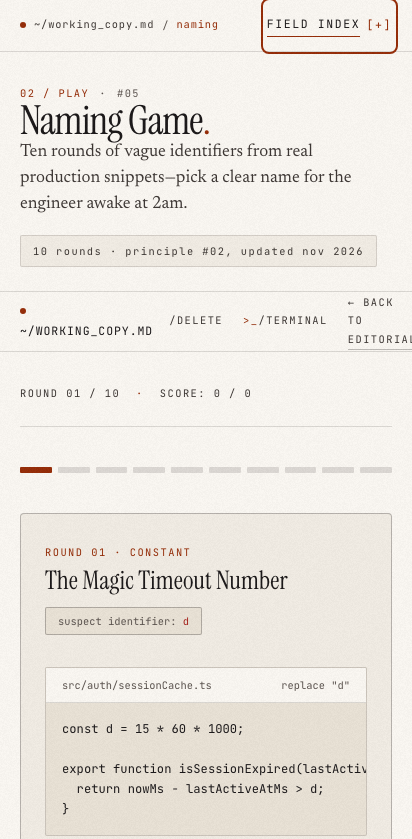 ~/working_copy.md / naming
FIELD INDEX [+]
02 / PLAY · #05
Naming Game.
Ten rounds of vague identifiers from real
production snippets—pick a clear name for the
engineer awake at 2am.
10 rounds · principle #02, updated nov 2026
~/WORKING_COPY.MD
/DELETE
>_/TERMINAL
← BACK
TO
EDITORIAL
ROUND 01 / 10 · SCORE: 0 / 0
ROUND 01 · CONSTANT
The Magic Timeout Number
suspect identifier: d
src/auth/sessionCache.ts
replace "d"
const d = 15 * 60 * 1000;
export function isSessionExpired(lastActiv
return nowMs - lastActiveAtMs > d;
}